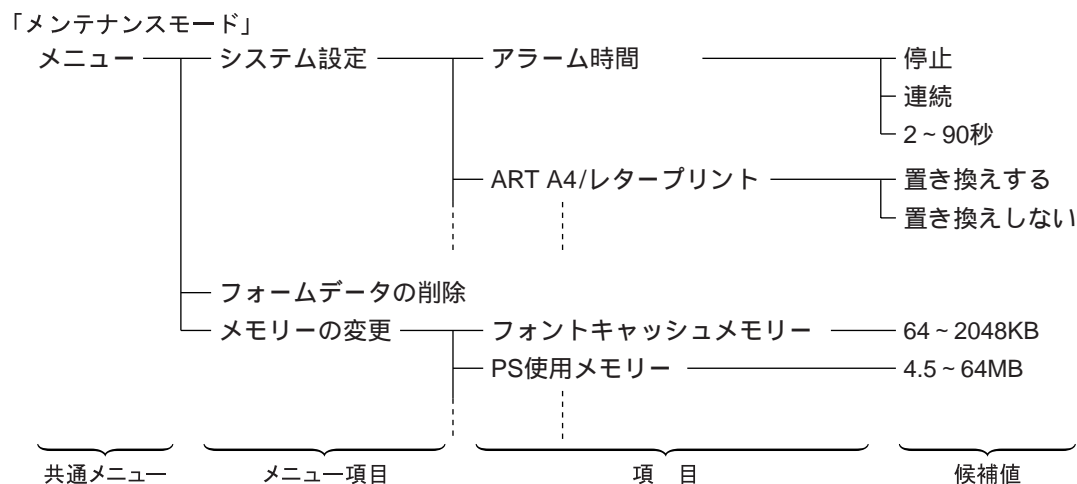 「メンテナンスモード」
メニュー システム設定 アラーム時間 停止
連続
2~90秒
ART A4/レタープリント 置き換えする
置き換えしない
フォームデータの削除
メモリーの変更 フォントキャッシュメモリー 64~2048KB
PS使用メモリー 4.5~64MB
共通メニュー メニュー項目 項 目 候補値